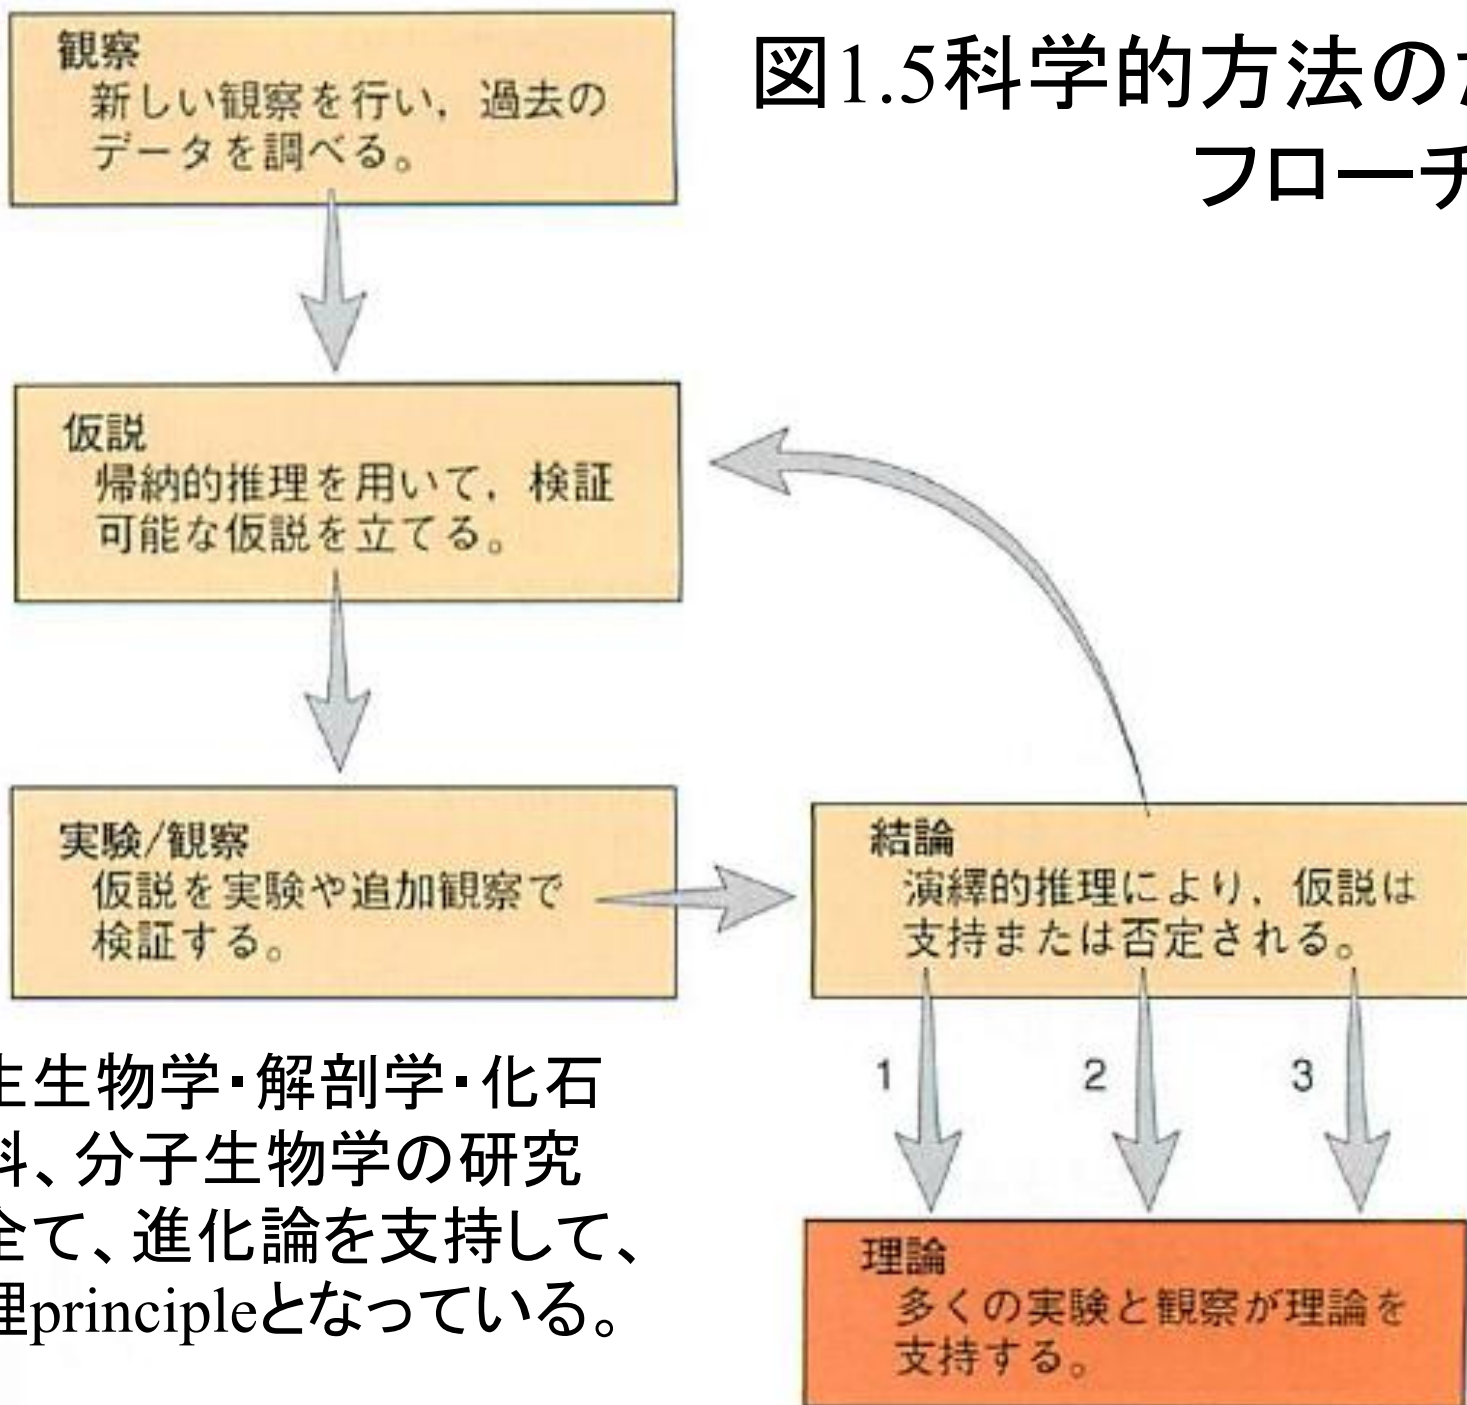 図1.5科学的方法の
フローチ
観察
新しい観察を行い，過去の
データを調べる。
仮説
帰納的推理を用いて，検証
可能な仮説を立てる。
実験/観察
仮説を実験や追加観察で
検証する。
結論
演繹的推理により，仮説は
支持または否定される。
1 2 3
生物学・解剖学・化石
、分子生物学の研究
全て、進化論を支持して、
理principleとなっている。
理論
多くの実験と観察が理論を
支持する。